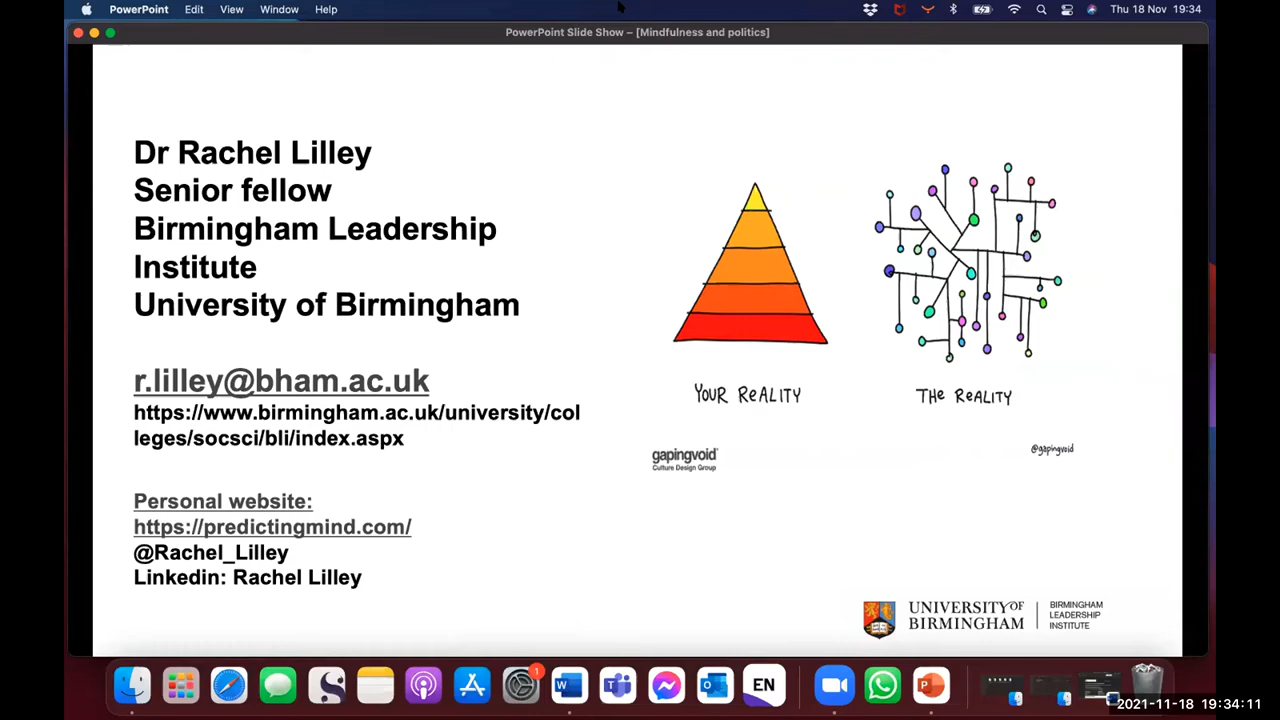 PowerPoint Edit View Window Help Thu 18 Nov 19:34
PowerPoint Slide Show – [Mindfulness and politics]
Dr Rachel Lilley
Senior fellow
Birmingham Leadership
Institute
University of Birmingham
r.lilley@bham.ac.uk
https://www.birmingham.ac.uk/university/col
leges/socsci/bli/index.aspx
Personal website:
https://predictingmind.com/
@Rachel_Lilley
Linkedin: Rachel Lilley
YOUR REALITY
THE REALITY
gapingvoid
Culture Design Group
@gapingvoid
UNIVERSITY OF
BIRMINGHAM
BIRMINGHAM
LEADERSHIP
INSTITUTE
1
EN
2021-11-18 19:34:11